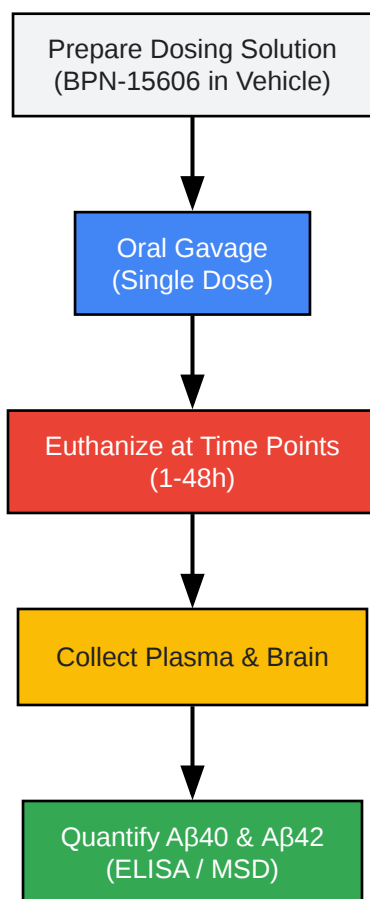 Prepare Dosing Solution
(BPN-15606 in Vehicle)
Oral Gavage
(Single Dose)
Euthanize at Time Points
(1-48h)
Collect Plasma & Brain
Quantify Aβ40 & Aβ42
(ELISA / MSD)